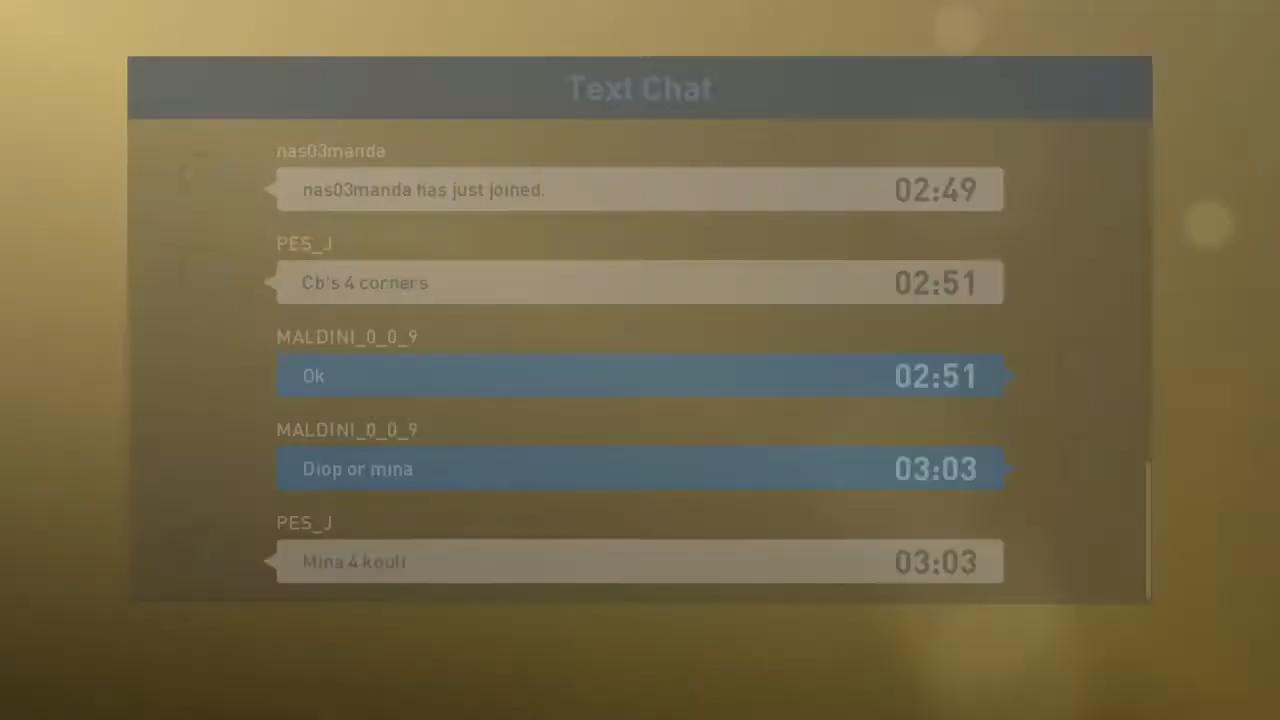 Text Chat
nas03manda
nas03manda has just joined. 02:49
PES_J
Cb's 4 corners 02:51
MALDINI_0_0_9
Ok 02:51
MALDINI_0_0_9
Diop or mina 03:03
PES_J
Mina 4 kouli 03:03